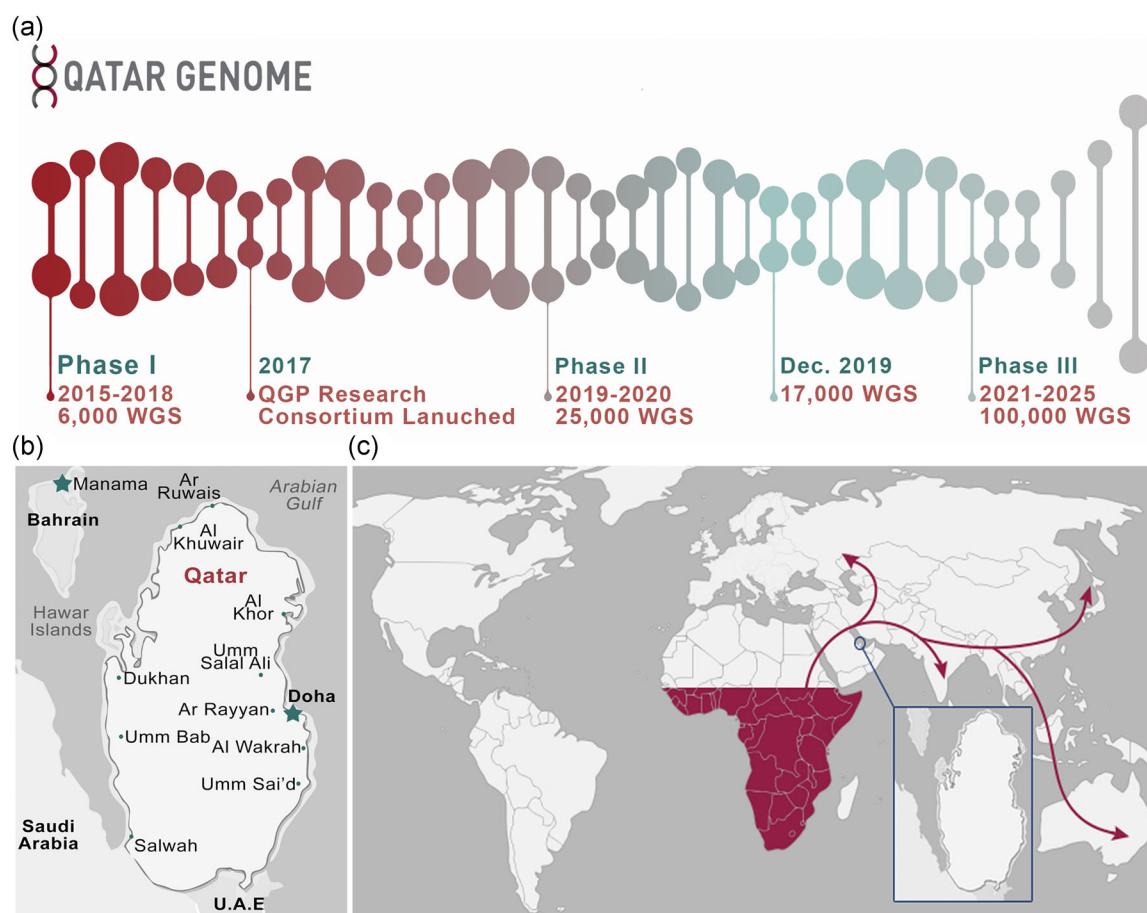 (a)
QATAR GENOME
Phase I
2015-2018
6,000 WGS
2017
QGP Research
Consortium Lanuched
Phase II
2019-2020
25,000 WGS
Dec. 2019
17,000 WGS
Phase III
2021-2025
100,000 WGS
(b)
Manama
Bahrain
Ar
Ruwais
Arabian
Gulf
Al
Khuwair
Qatar
Hawar
Islands
Al
Khor
Umm
Salal Ali
Dukhan
Doha
Ar Rayyan
Umm Bab
Al Wakrah
Umm Sai'd
Saudi
Arabia
Salwah
U.A.E
(c)